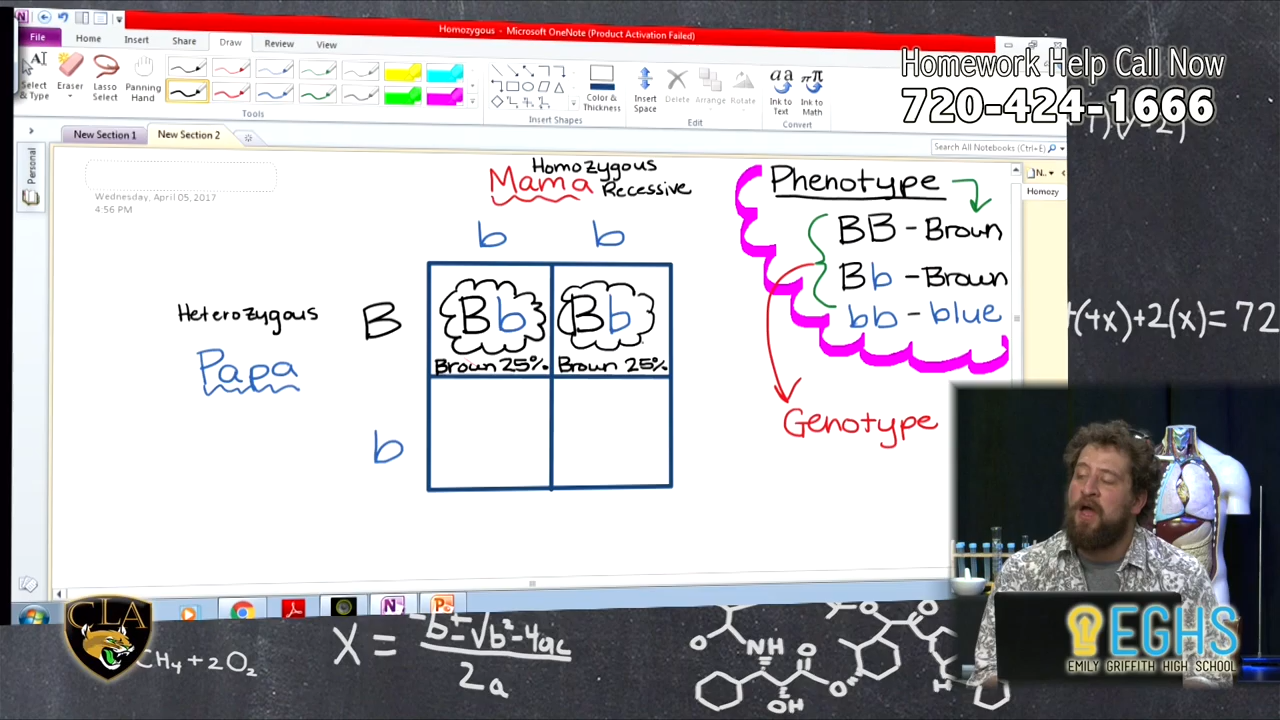 Homozygous - Microsoft OneNote (Product Activation Failed)
File Home Insert Share Draw Review View
Homework Help Call Now
720-424-1666
Select & Type
Eraser
Lasso Select
Panning Hand
Color & Thickness
Insert Space
Delete
Arrange
Rotate
Ink to Text
Ink to Math
Tools
Insert Shapes
Edit
Convert
New Section 1 New Section 2
Search All Notebooks (Ctrl+E)
Personal
N..
Homozy
Wednesday, April 05, 2017
4:56 PM
Homozygous
Mama Recessive
b b
Heterozygous
Papa
B
Bb Bb
Brown 25% Brown 25%
b
Phenotype
BB - Brown
Bb - Brown
bb - blue
Genotype
(4x)+2(x)= 72
CLA
CH4 + 2O2
X = -b±√b²-4ac
2a
NH
O
O
OH
O
O
O
H
EGHS
EMILY GRIFFITH HIGH SCHOOL